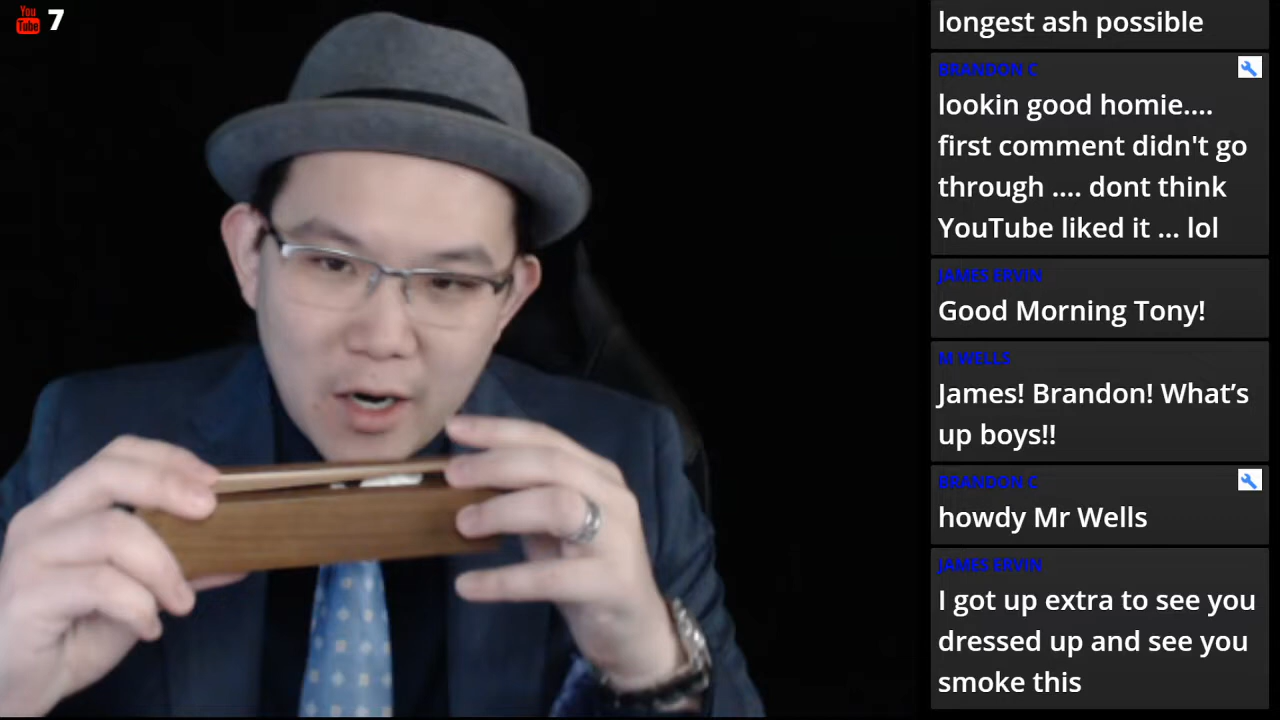 You
Tube 7
longest ash possible
BRANDON C
lookin good homie....
first comment didn't go
through .... dont think
YouTube liked it ... lol
JAMES ERVIN
Good Morning Tony!
M WELLS
James! Brandon! What’s
up boys!!
BRANDON C
howdy Mr Wells
JAMES ERVIN
I got up extra to see you
dressed up and see you
smoke this